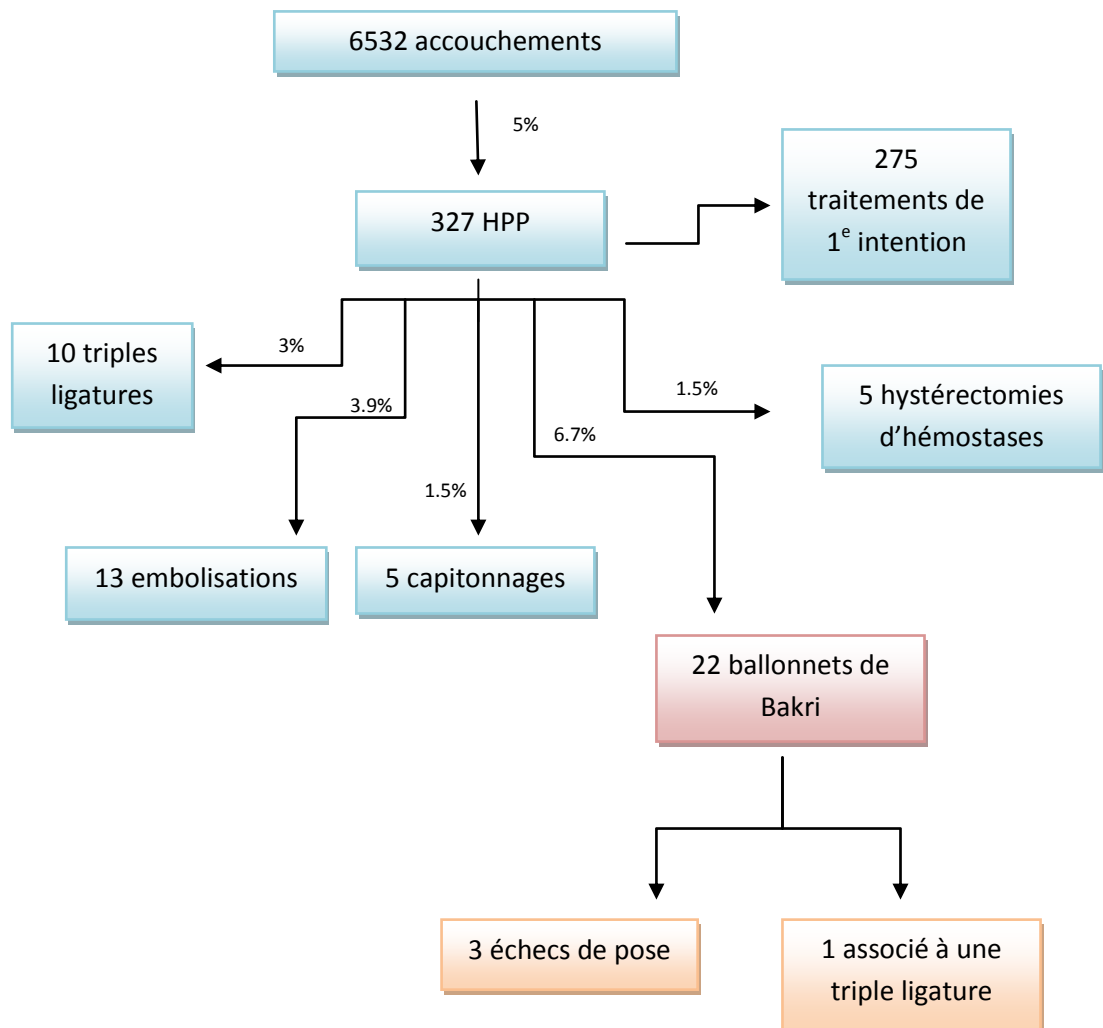 6532 accouchements
5%
327 HPP
275
traitements de
1e intention
10 triples
ligatures
3%
3.9%
1.5%
6.7%
1.5%
5 hystérectomies
d'hémostases
13 embolisations
5 capitonnages
22 ballonnets de
Bakri
3 échecs de pose
1 associé à une
triple ligature